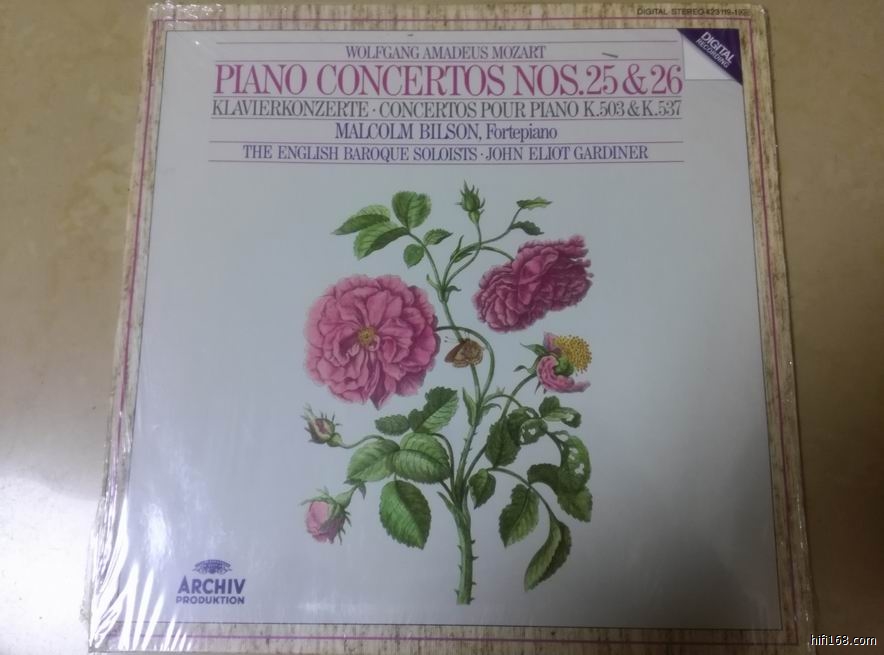 DIGITAL STEREO 423 119-1
DIGITAL
RECORDING
WOLFGANG AMADEUS MOZART
PIANO CONCERTOS NOS.25 & 26
KLAVIERKONZERTE · CONCERTOS POUR PIANO K.503 & K.537
MALCOLM BILSON, Fortepiano
THE ENGLISH BAROQUE SOLOISTS · JOHN ELIOT GARDINER
ARCHIV
PRODUKTION
hifi168.com